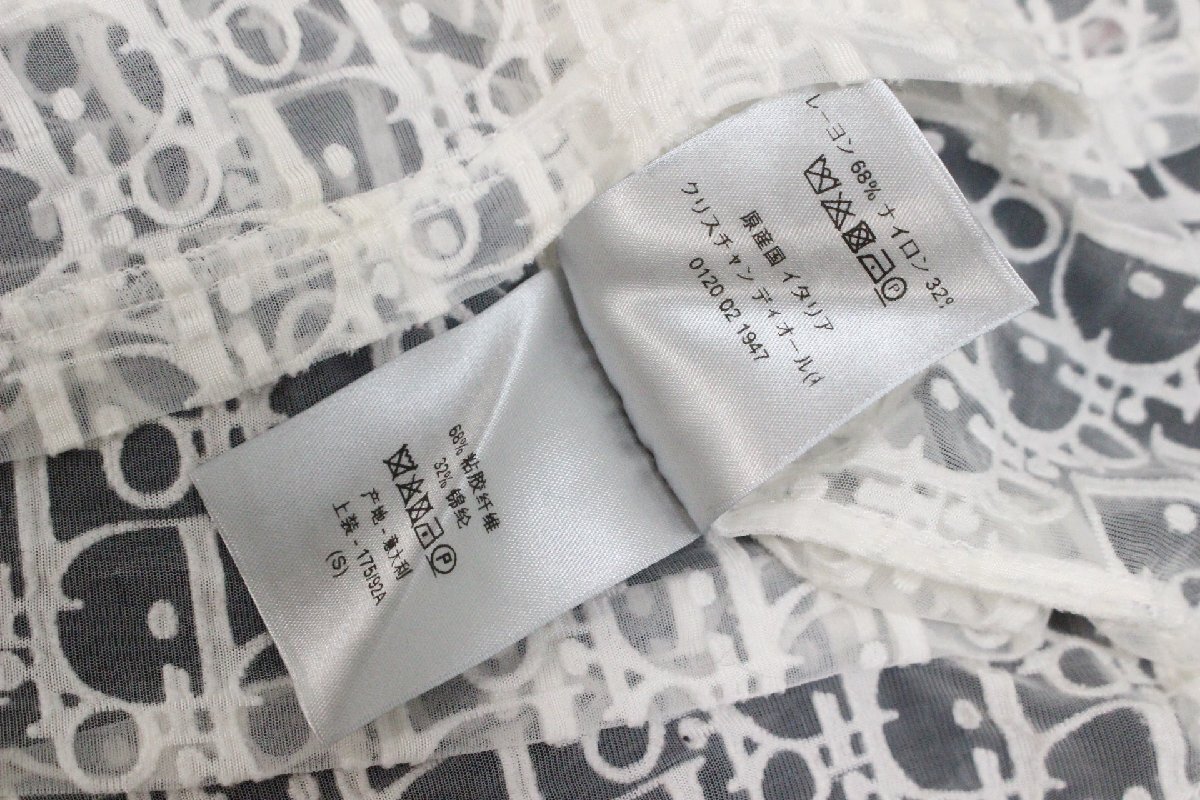 レーヨン 68% ナイロン 32%
P
原産国 イタリア
クリスチャン ディオール(
0120 02 1947
68% 粘胶纤维
32% 锦纶
P
产地 - 意大利
上装 - 175/92A
(S)